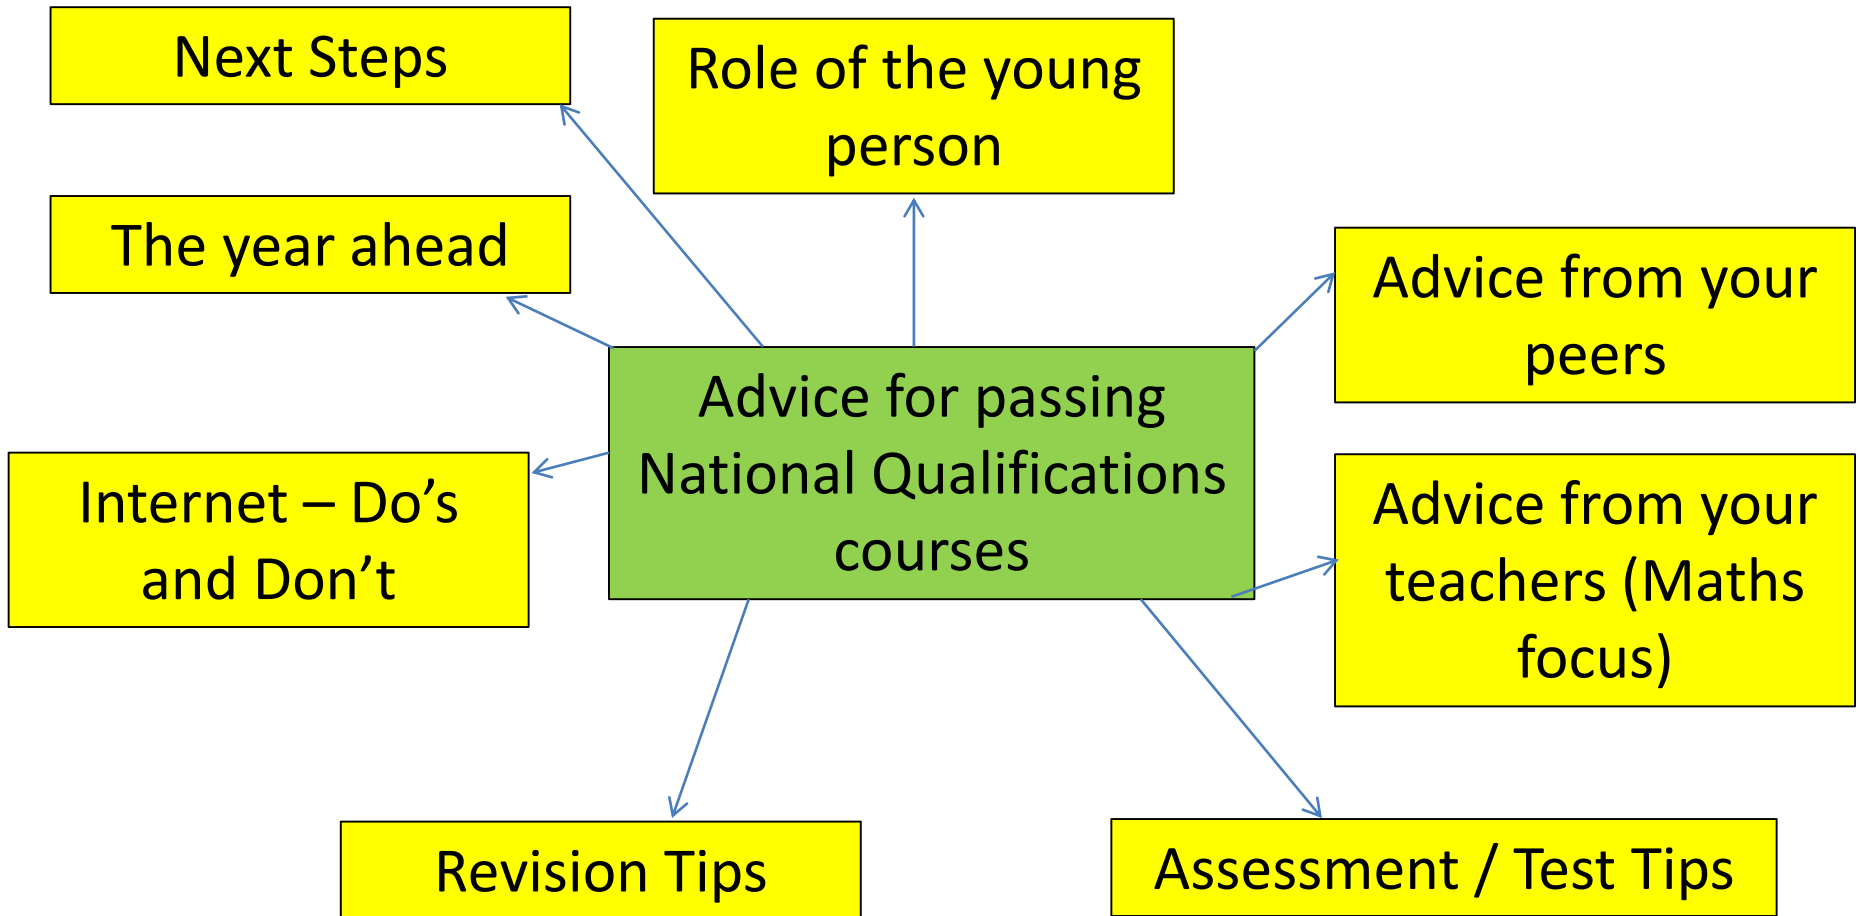 Next Steps
Role of the young
person
The year ahead
Advice from your
peers
Advice for passing
National Qualifications
courses
Internet – Do’s
and Don’t
Advice from your
teachers (Maths
focus)
Revision Tips
Assessment / Test Tips